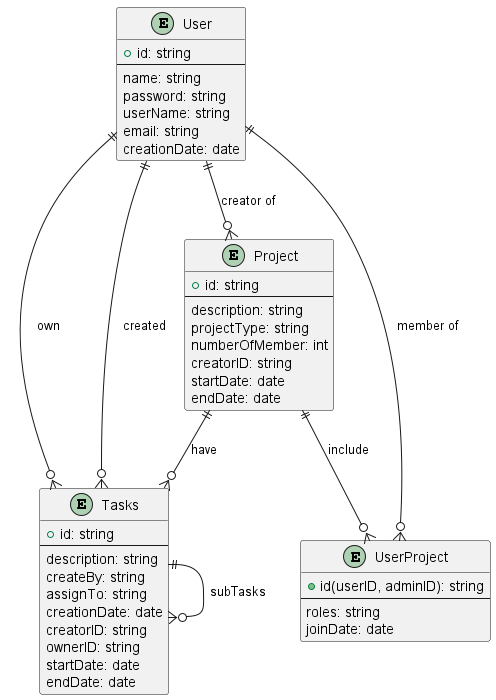 E User
id: string
name: string
password: string
userName: string
email: string
creationDate: date
creator of
E Project
id: string
description: string
projectType: string
numberOfMember: int
creatorID: string
startDate: date
endDate: date
own
created
member of
have
include
E Tasks
id: string
description: string
createBy: string
assignTo: string
creationDate: date
creatorID: string
ownerID: string
startDate: date
endDate: date
subTasks
E UserProject
id(userID, adminID): string
roles: string
joinDate: date